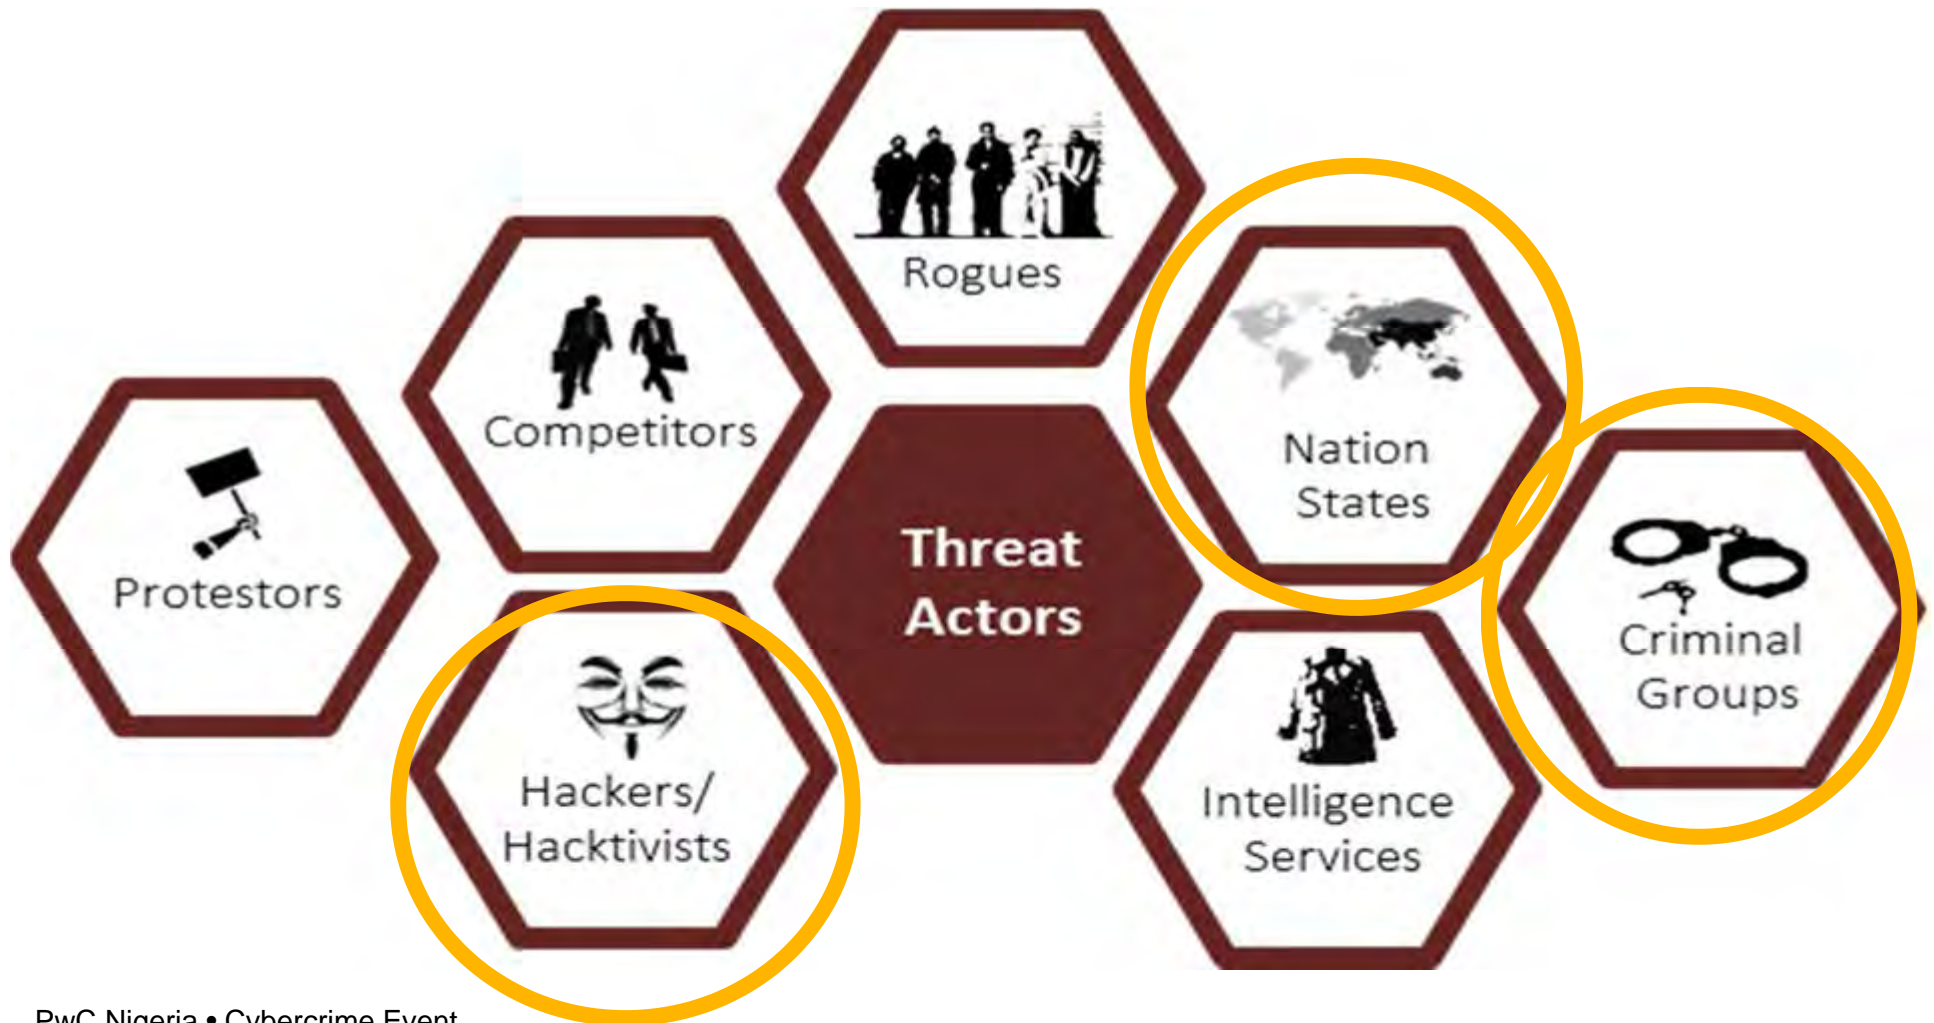 Rogues
Competitors
Nation
States
Protestors
Threat
Actors
Criminal
Groups
Hackers/
Hacktivists
Intelligence
Services
PwC Nigeria • Cybercrime Event